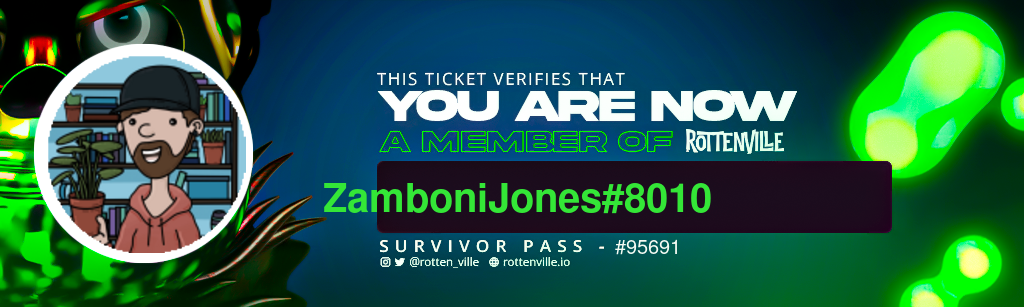 THIS TICKET VERIFIES THAT
YOU ARE NOW
A MEMBER OF ROTTENVILLE
ZamboniJones#8010
SURVIVOR PASS - #95691
@rotten_ville rottenville.io